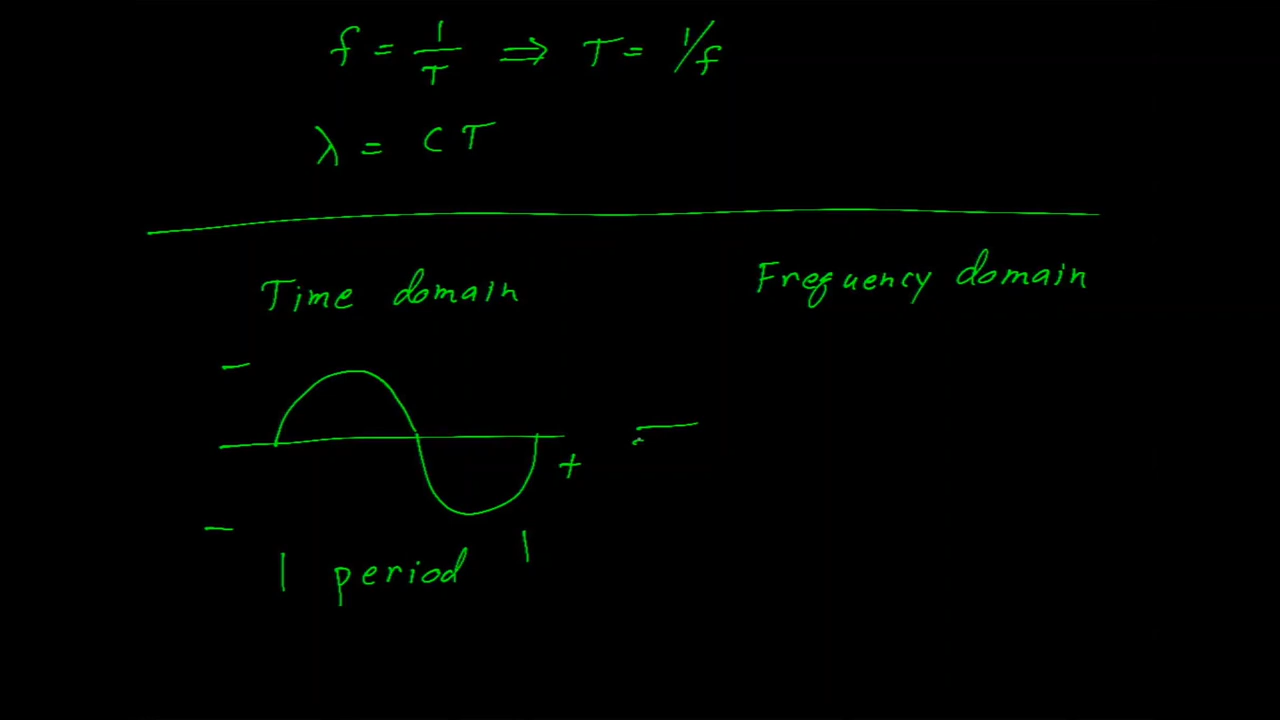 f = 1/T ⇒ T = 1/f
λ = CT
Time domain
Frequency domain
+
| period |